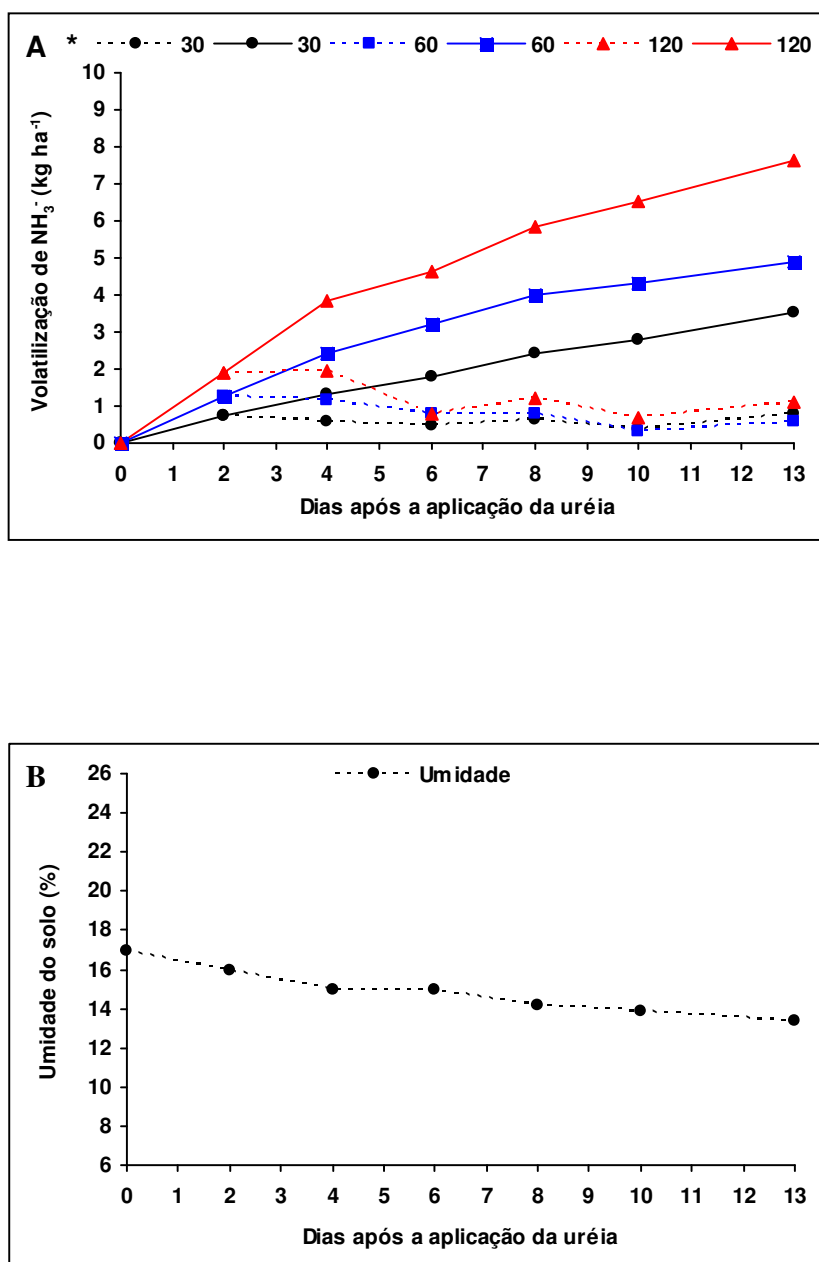 A * 30 30 60 60 120 120
10
9
8
7
6
5
4
3
2
1
0
Volatilização de NH₃⁻ (kg ha⁻¹)
0 1 2 3 4 5 6 7 8 9 10 11 12 13
Dias após a aplicação da uréia
B Umidade
26
24
22
20
18
16
14
12
10
8
6
Umidade do solo (%)
0 1 2 3 4 5 6 7 8 9 10 11 12 13
Dias após a aplicação da uréia